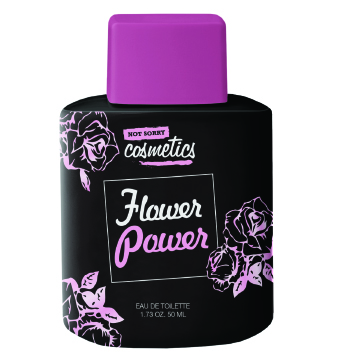 NOT SORRY
cosmetics
Flower
Power
EAU DE TOILETTE
1.73 OZ. 50 ML